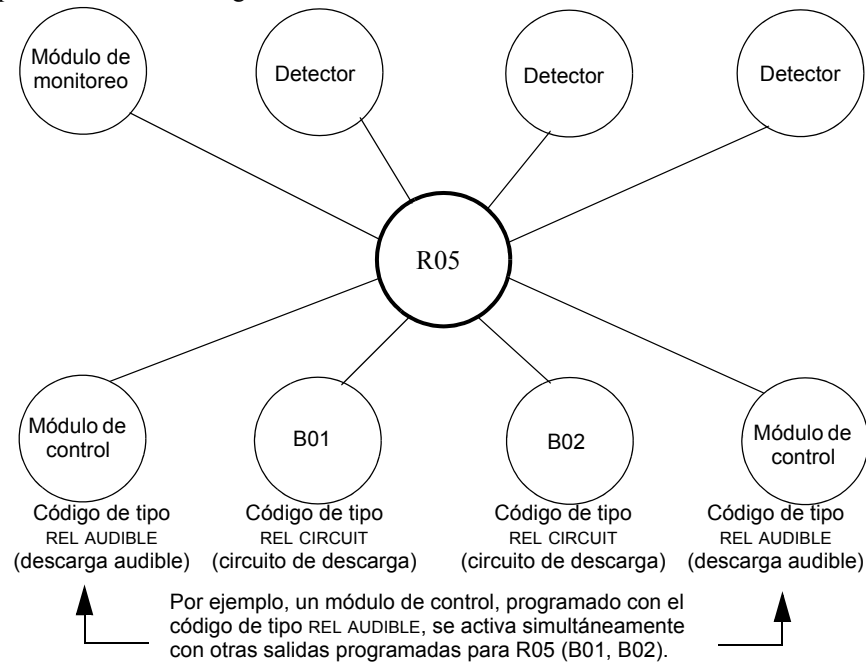 Módulo de
monitoreo
Detector
Detector
Detector
R05
Módulo de
control
B01
B02
Módulo de
control
Código de tipo
REL AUDIBLE
(descarga audible)
Código de tipo
REL CIRCUIT
(circuito de descarga)
Código de tipo
REL CIRCUIT
(circuito de descarga)
Código de tipo
REL AUDIBLE
(descarga audible)
Por ejemplo, un módulo de control, programado con el
código de tipo REL AUDIBLE, se activa simultáneamente
con otras salidas programadas para R05 (B01, B02).